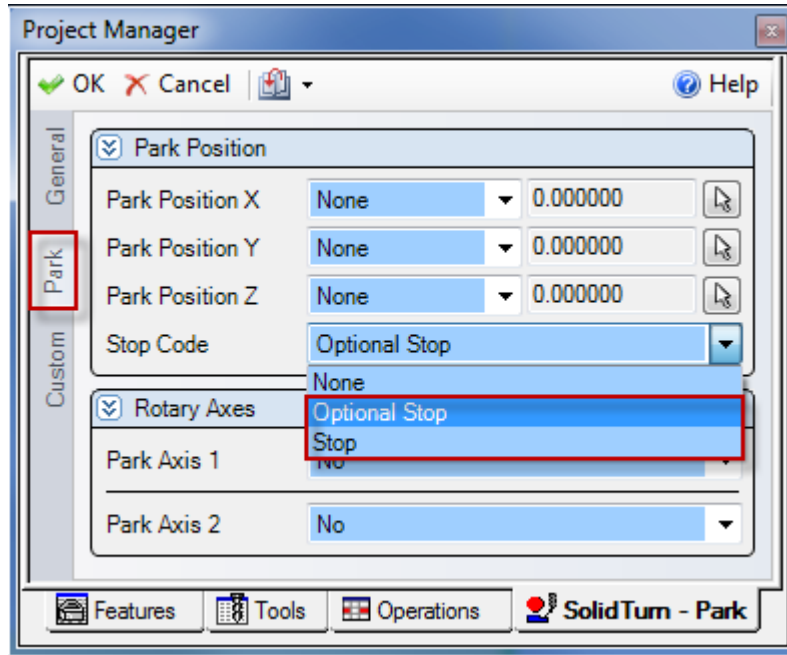 Project Manager
OK Cancel Help
General
Park
Custom
Park Position
Park Position X None 0.000000
Park Position Y None 0.000000
Park Position Z None 0.000000
Stop Code Optional Stop
None
Optional Stop
Stop
Rotary Axes
Park Axis 1 No
Park Axis 2 No
Features Tools Operations SolidTurn - Park